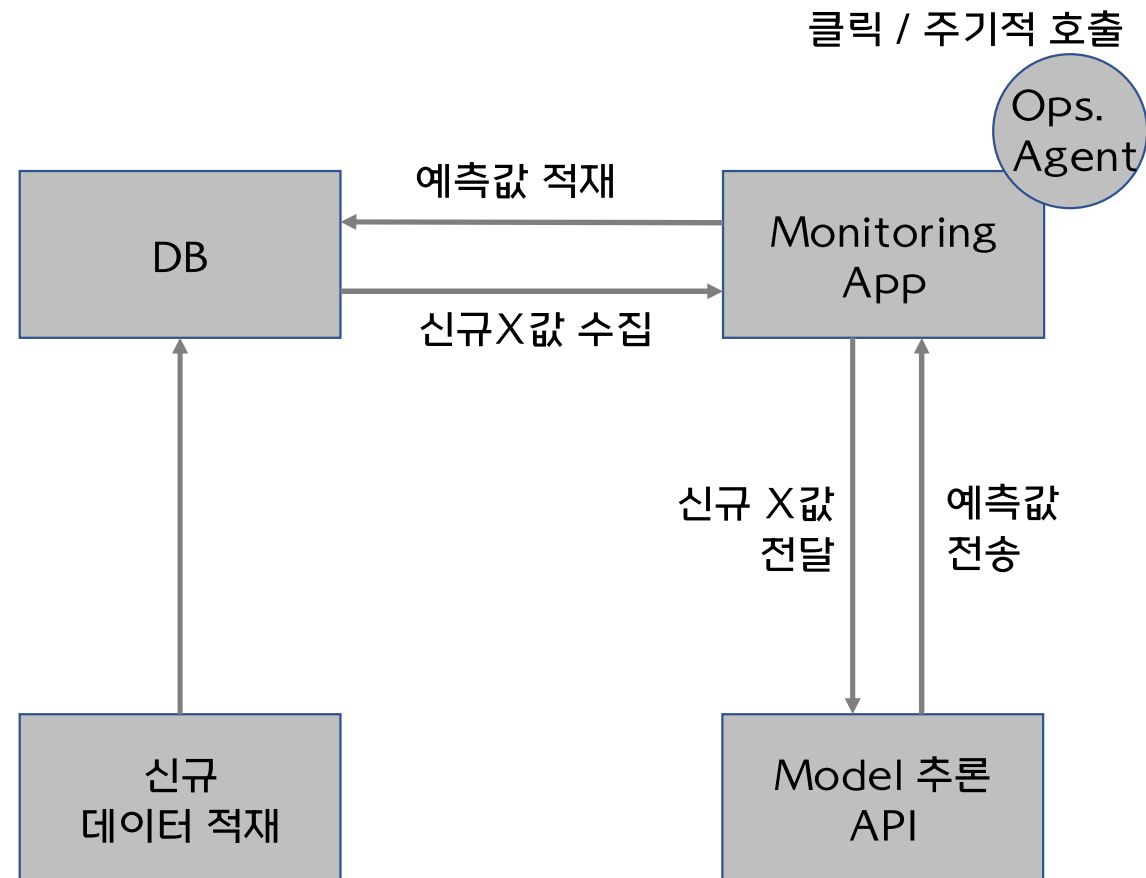 클릭 / 주기적 호출
Ops.
Agent
예측값 적재
DB
Monitoring
App
신규X값 수집
신규 X값
전달
예측값
전송
신규
데이터 적재
Model 추론
API